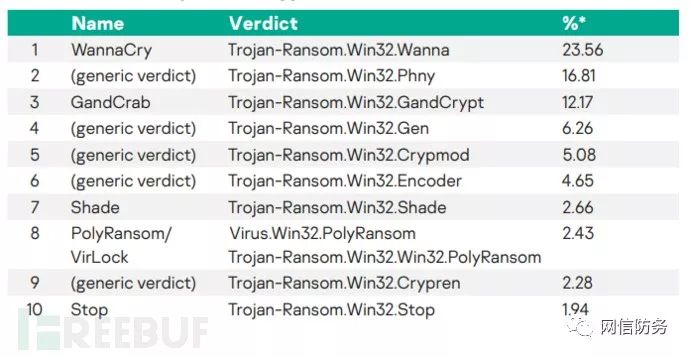 Name Verdict %*
1 WannaCry Trojan-Ransom.Win32.Wanna 23.56
2 (generic verdict) Trojan-Ransom.Win32.Phny 16.81
3 GandCrab Trojan-Ransom.Win32.GandCrypt 12.17
4 (generic verdict) Trojan-Ransom.Win32.Gen 6.26
5 (generic verdict) Trojan-Ransom.Win32.Crypmod 5.08
6 (generic verdict) Trojan-Ransom.Win32.Encoder 4.65
7 Shade Trojan-Ransom.Win32.Shade 2.66
8 PolyRansom/ Virus.Win32.PolyRansom 2.43
VirLock Trojan-Ransom.Win32.Win32.PolyRansom
9 (generic verdict) Trojan-Ransom.Win32.Crypren 2.28
10 Stop Trojan-Ransom.Win32.Stop 1.94
FREEBUF
网信防务